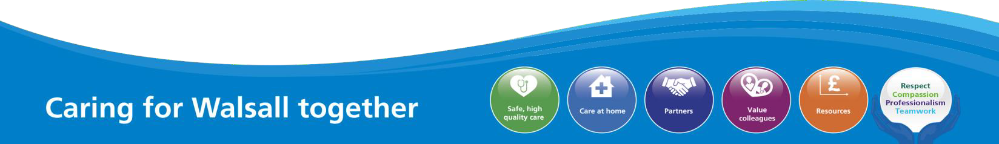 Caring for Walsall together
Safe, high
quality care
Care at home
Partners
Value
colleagues
£
Resources
Respect
Compassion
Professionalism
Teamwork